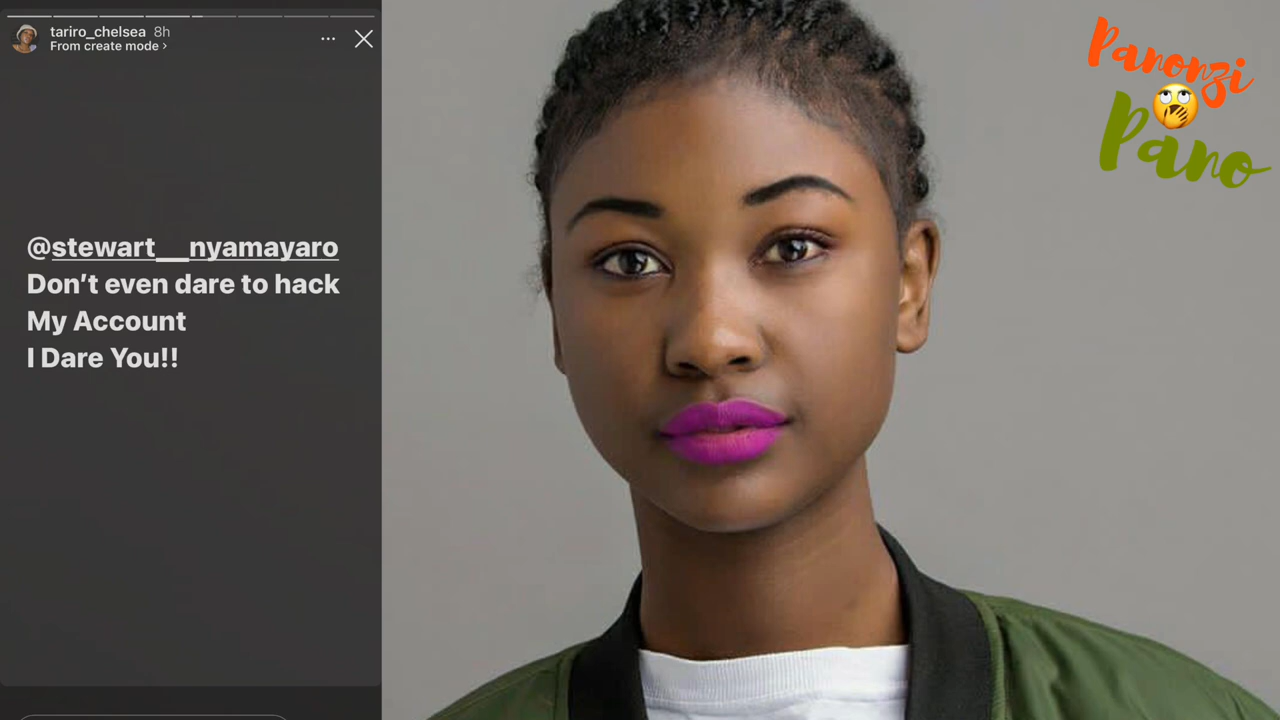 tariro_chelsea 8h
From create mode ›
@stewart__nyamayaro
Don’t even dare to hack
My Account
I Dare You!!
Panonzi
Pano